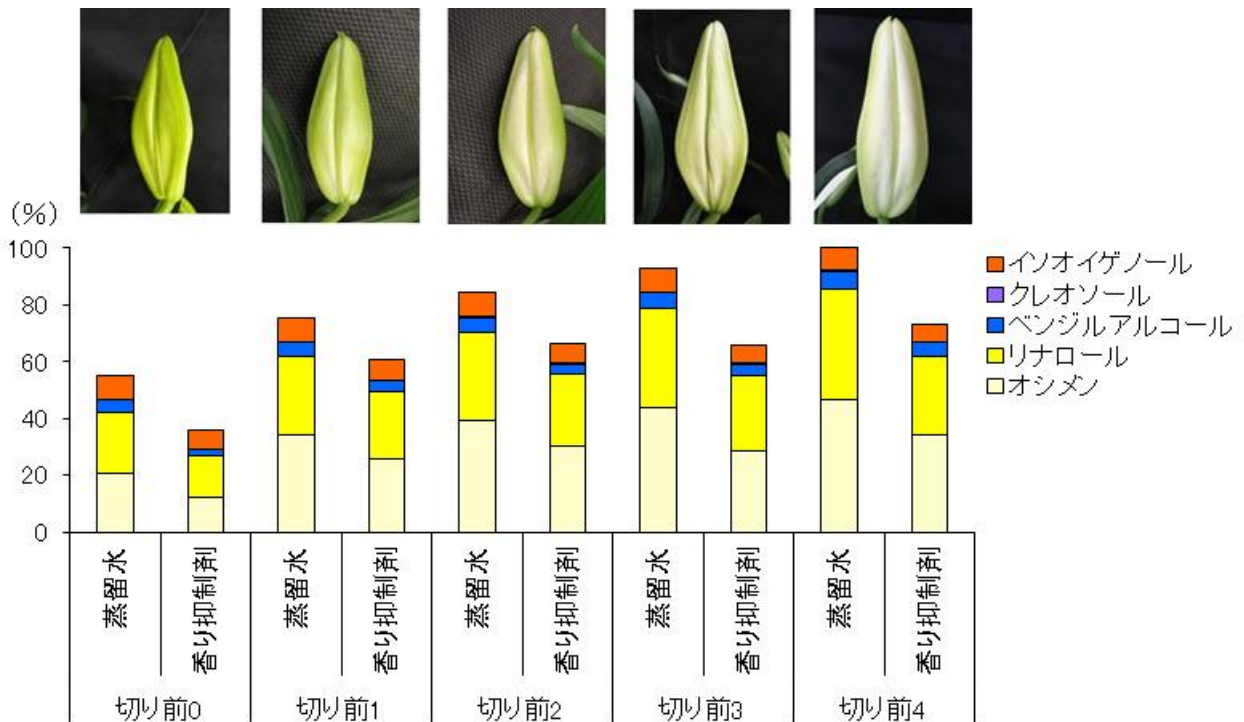 (%)
100
80
60
40
20
0
イソオイゲノール
クレオソール
ベンジルアルコール
リナロール
オシメン
蒸留水
香り抑制剤
蒸留水
香り抑制剤
蒸留水
香り抑制剤
蒸留水
香り抑制剤
蒸留水
香り抑制剤
切り前0
切り前1
切り前2
切り前3
切り前4